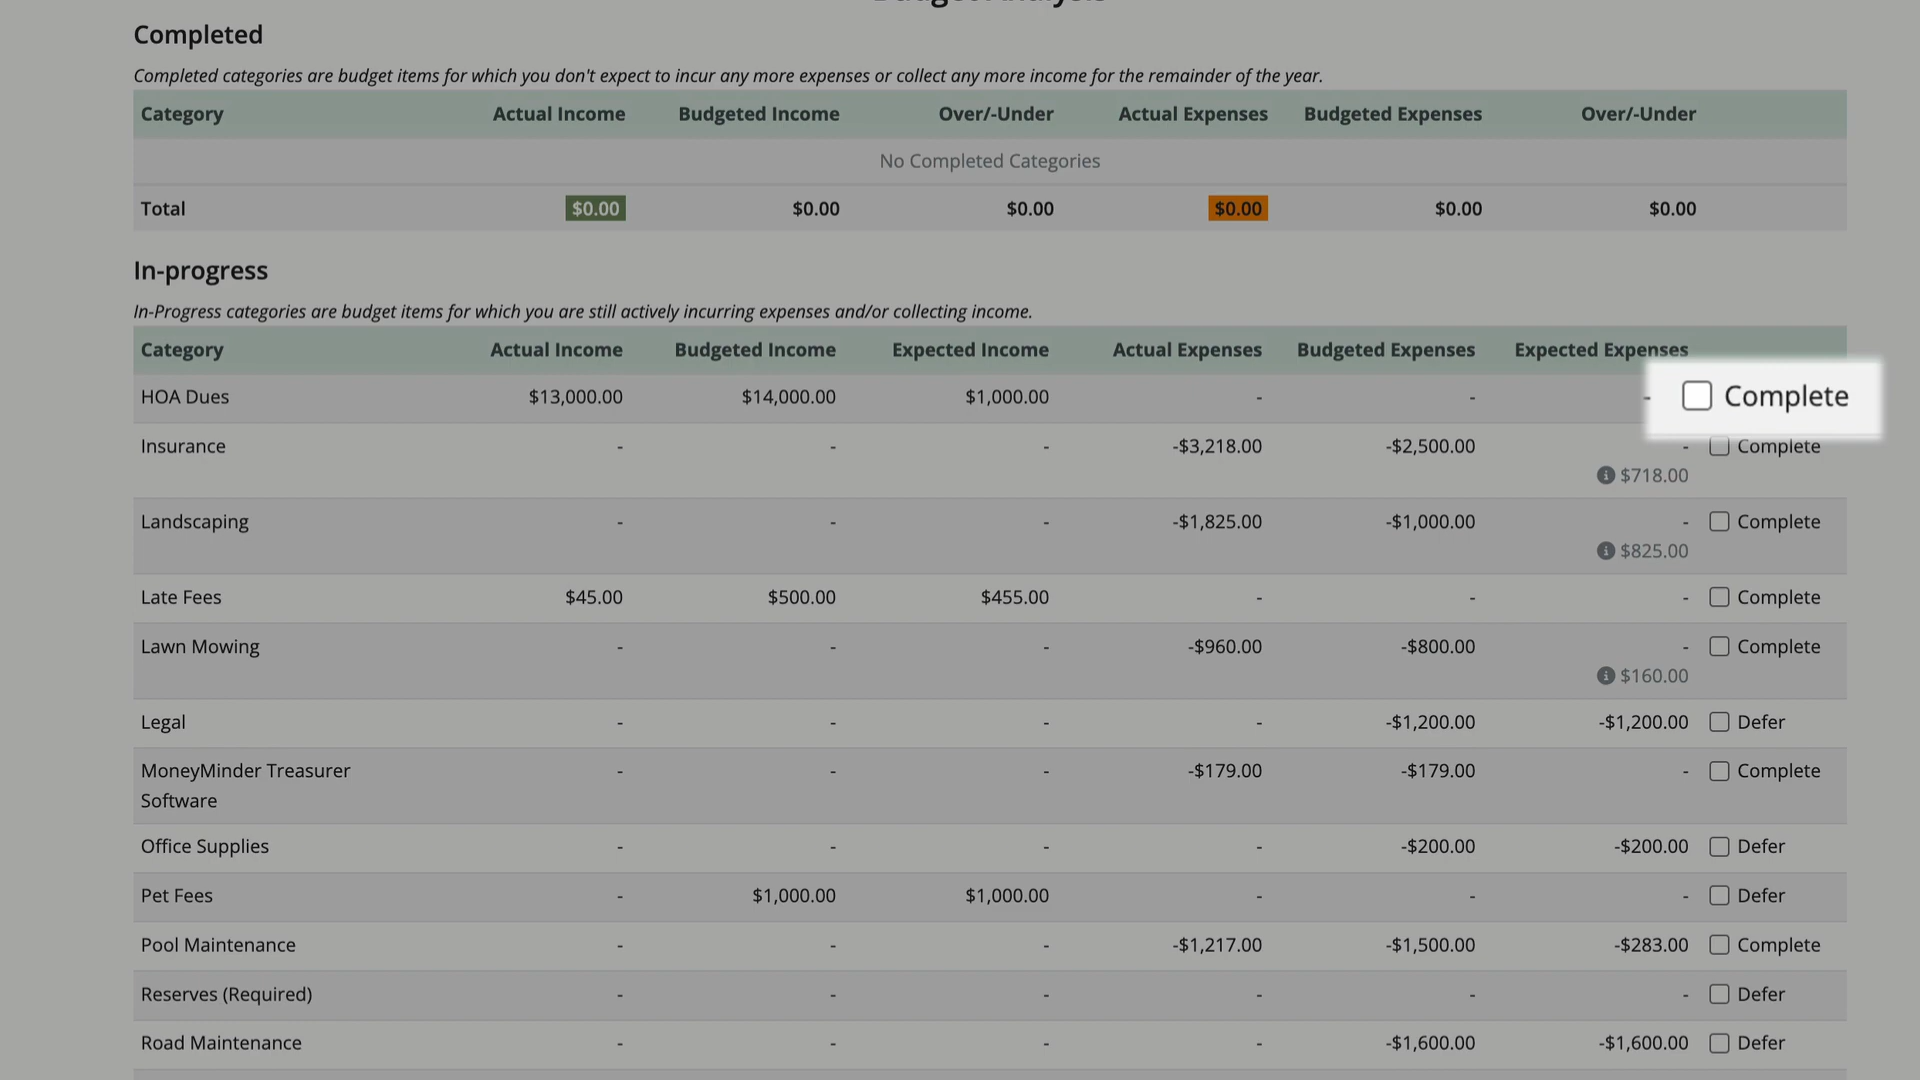 Budget Analysis
Completed
Completed categories are budget items for which you don't expect to incur any more expenses or collect any more income for the remainder of the year.
Category Actual Income Budgeted Income Over/-Under Actual Expenses Budgeted Expenses Over/-Under
No Completed Categories
Total $0.00 $0.00 $0.00 $0.00 $0.00 $0.00
In-progress
In-Progress categories are budget items for which you are still actively incurring expenses and/or collecting income.
Category Actual Income Budgeted Income Expected Income Actual Expenses Budgeted Expenses Expected Expenses
HOA Dues $13,000.00 $14,000.00 $1,000.00 - - - Complete
Insurance - - - -$3,218.00 -$2,500.00 - Complete
$718.00
Landscaping - - - -$1,825.00 -$1,000.00 - Complete
$825.00
Late Fees $45.00 $500.00 $455.00 - - - Complete
Lawn Mowing - - - -$960.00 -$800.00 - Complete
$160.00
Legal - - - - -$1,200.00 -$1,200.00 Defer
MoneyMinder Treasurer - - - -$179.00 -$179.00 - Complete
Software
Office Supplies - - - - -$200.00 -$200.00 Defer
Pet Fees - $1,000.00 $1,000.00 - - - Defer
Pool Maintenance - - - -$1,217.00 -$1,500.00 -$283.00 Complete
Reserves (Required) - - - - - - Defer
Road Maintenance - - - - -$1,600.00 -$1,600.00 Defer